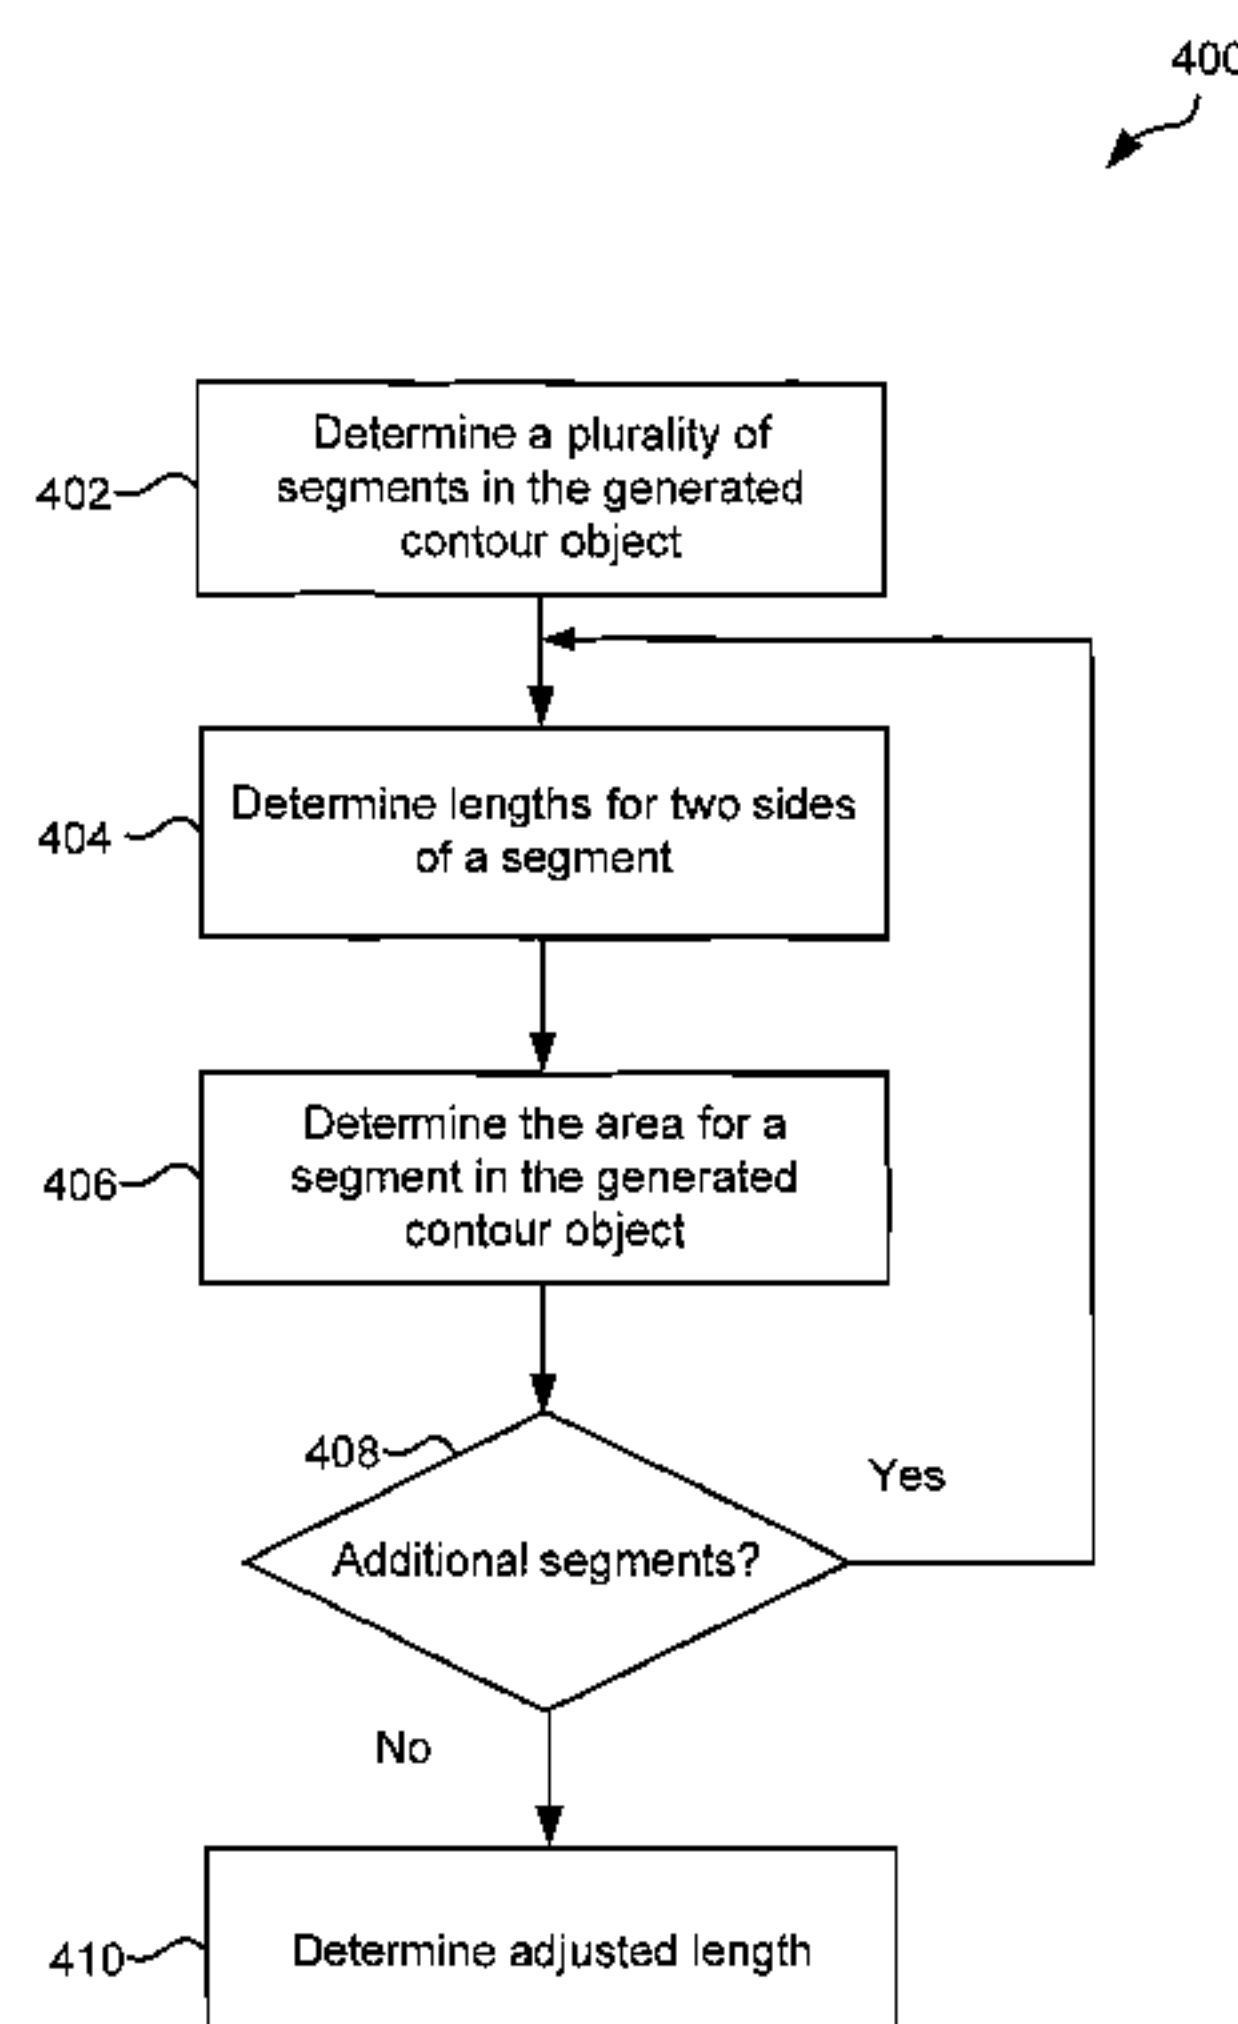 400
Determine a plurality of
segments in the generated
contour object
402
Determine lengths for two sides
of a segment
404
Determine the area for a
segment in the generated
contour object
406
408
Yes
Additional segments?
No
Determine adjusted length
410